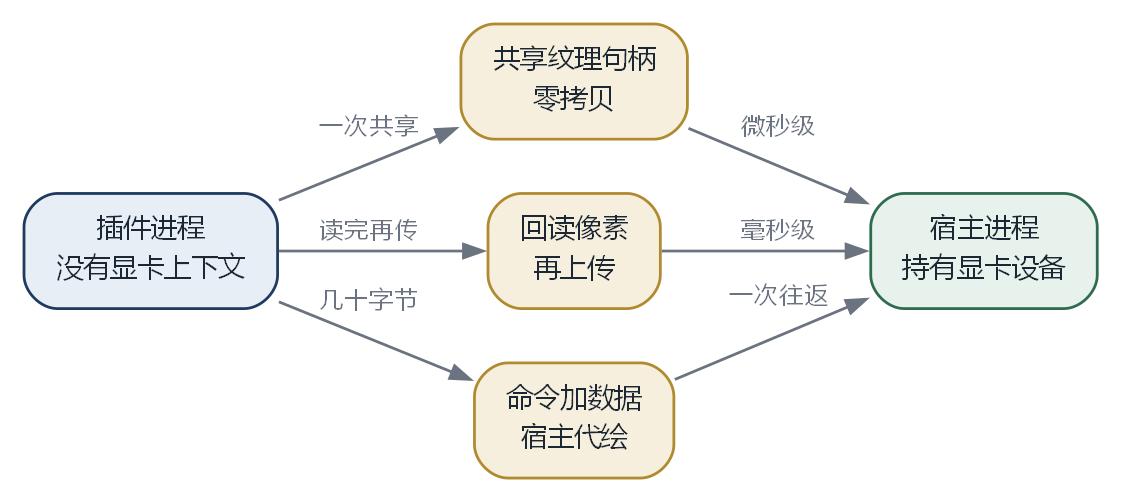 共享纹理句柄
零拷贝
一次共享
微秒级
插件进程
没有显卡上下文
读完再传
回读像素
再上传
毫秒级
宿主进程
持有显卡设备
几十字节
一次往返
命令加数据
宿主代绘